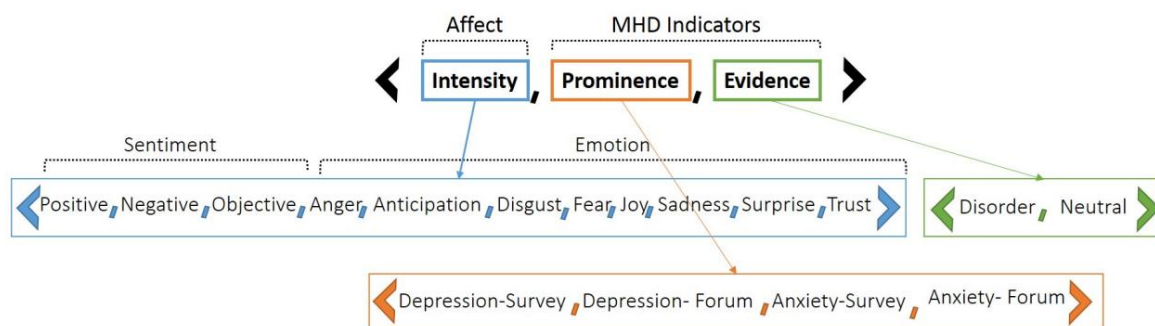 Affect MHD Indicators
Intensity, Prominence, Evidence
Sentiment Emotion
Positive, Negative, Objective, Anger, Anticipation, Disgust, Fear, Joy, Sadness, Surprise, Trust
Disorder, Neutral
Depression-Survey, Depression- Forum, Anxiety-Survey, Anxiety- Forum